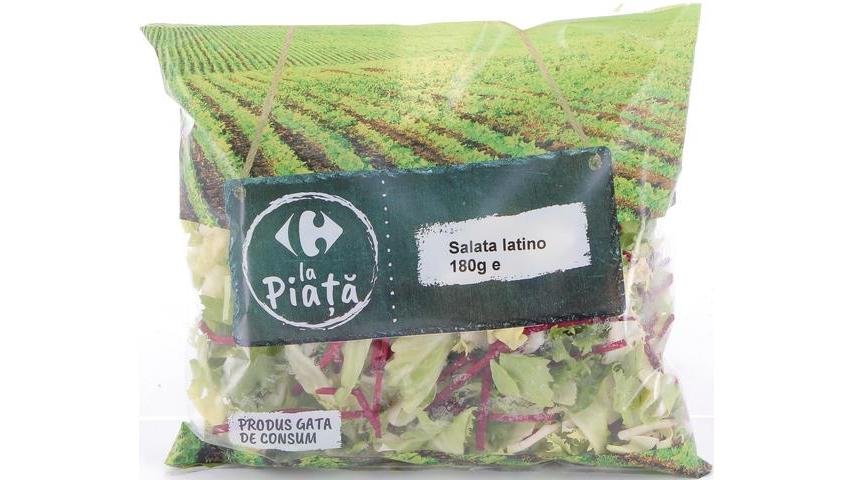 la
Piață
Salata latino
180g e
PRODUS GATA
DE CONSUM